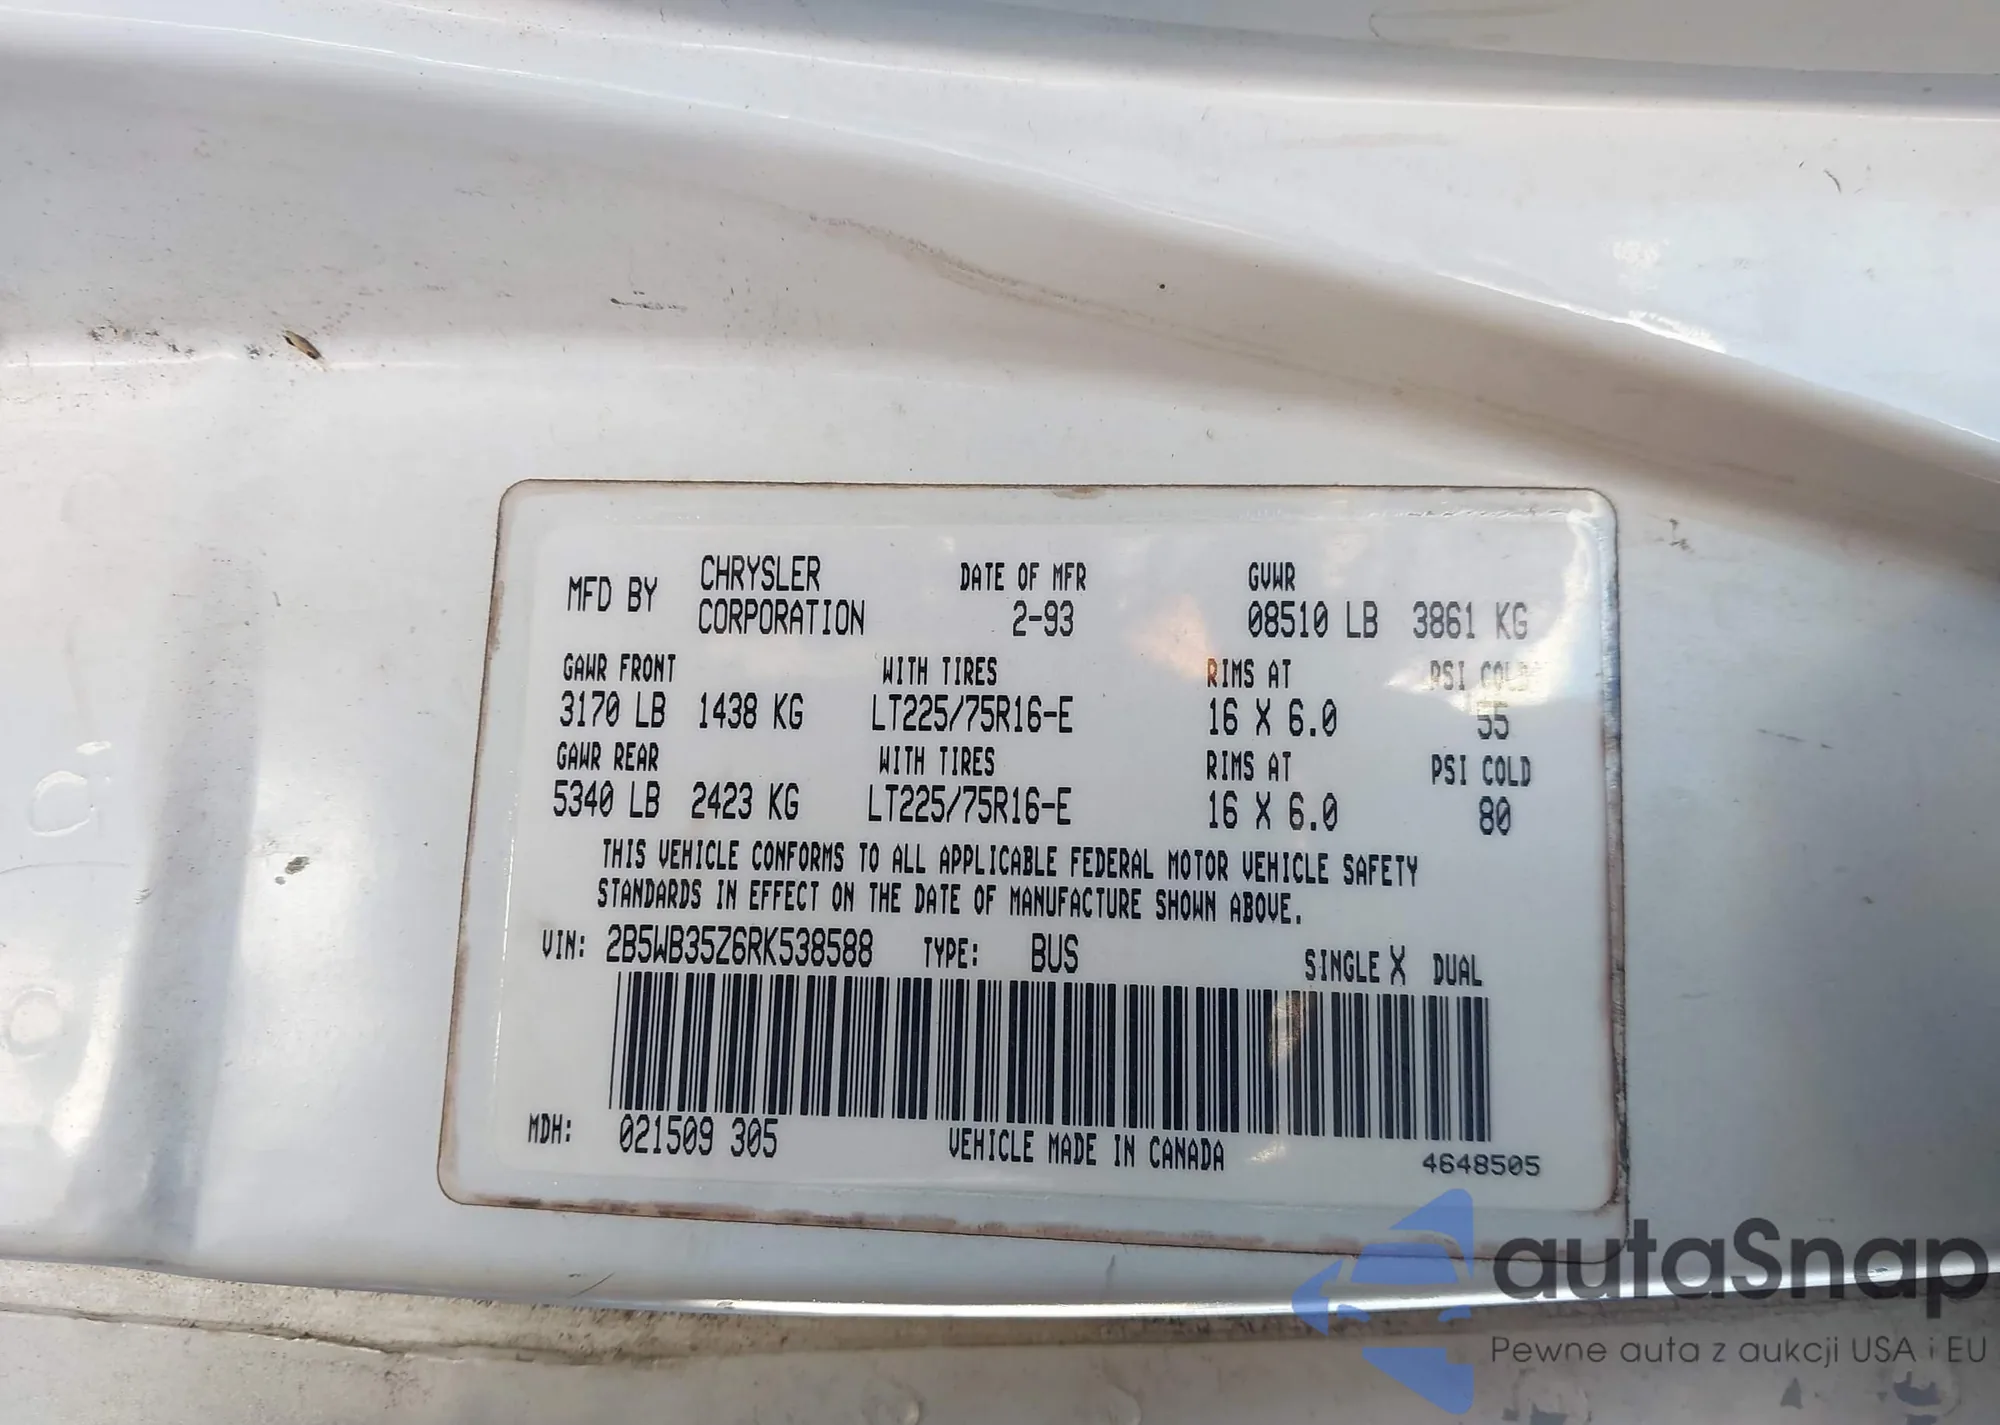 MFD BY CHRYSLER CORPORATION DATE OF MFR 2-93 GVWR 08510 LB 3861 KG
GAWR FRONT WITH TIRES RIMS AT PSI COLD
3170 LB 1438 KG LT225/75R16-E 16 X 6.0 55
GAWR REAR WITH TIRES RIMS AT PSI COLD
5340 LB 2423 KG LT225/75R16-E 16 X 6.0 80
THIS VEHICLE CONFORMS TO ALL APPLICABLE FEDERAL MOTOR VEHICLE SAFETY
STANDARDS IN EFFECT ON THE DATE OF MANUFACTURE SHOWN ABOVE.
VIN: 2B5WB35Z6RK538588 TYPE: BUS SINGLE X DUAL
MDH: 021509 305 VEHICLE MADE IN CANADA 4648505
autaSnap
Pewne auta z aukcji USA i EU